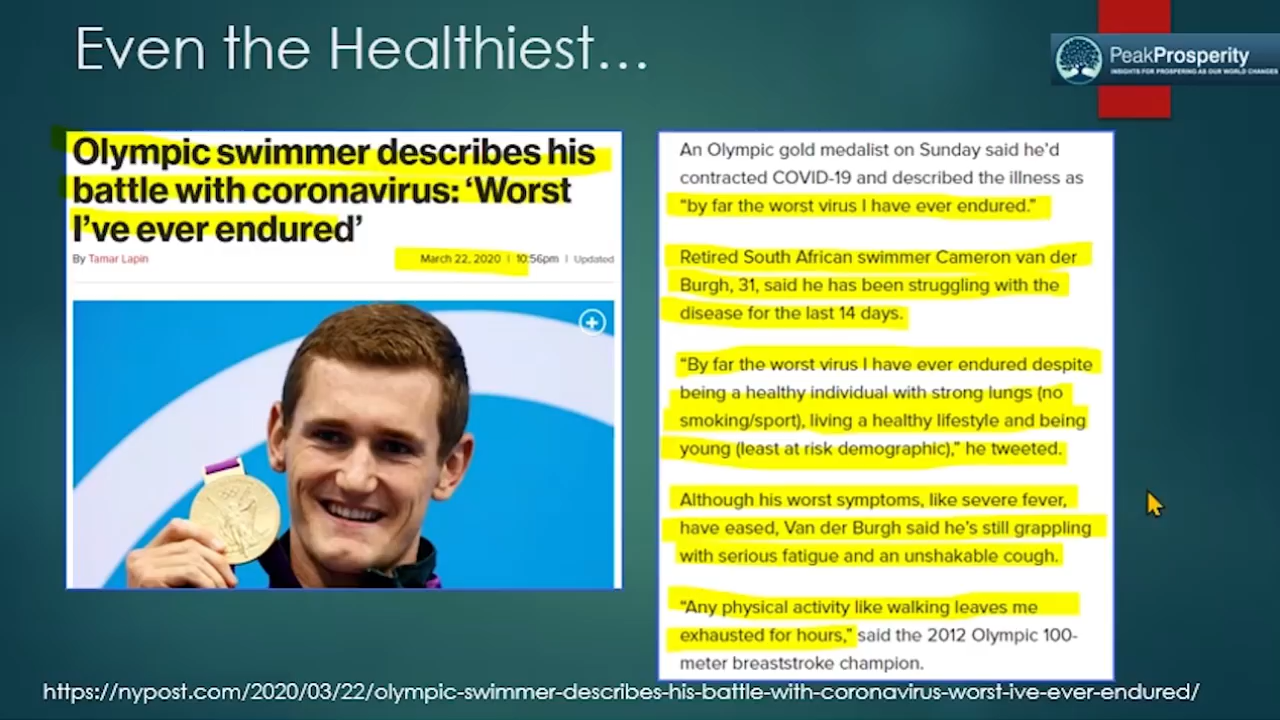 Even the Healthiest...
PeakProsperity
INSIGHTS FOR PROSPERING AS OUR WORLD CHANGES
Olympic swimmer describes his
battle with coronavirus: ‘Worst
I’ve ever endured’
By Tamar Lapin
March 22, 2020 | 10:56pm | Updated
An Olympic gold medalist on Sunday said he’d
contracted COVID-19 and described the illness as
“by far the worst virus I have ever endured.”
Retired South African swimmer Cameron van der
Burgh, 31, said he has been struggling with the
disease for the last 14 days.
“By far the worst virus I have ever endured despite
being a healthy individual with strong lungs (no
smoking/sport), living a healthy lifestyle and being
young (least at risk demographic),” he tweeted.
Although his worst symptoms, like severe fever,
have eased, Van der Burgh said he’s still grappling
with serious fatigue and an unshakable cough.
“Any physical activity like walking leaves me
exhausted for hours,” said the 2012 Olympic 100-
meter breaststroke champion.
https://nypost.com/2020/03/22/olympic-swimmer-describes-his-battle-with-coronavirus-worst-ive-ever-endured/